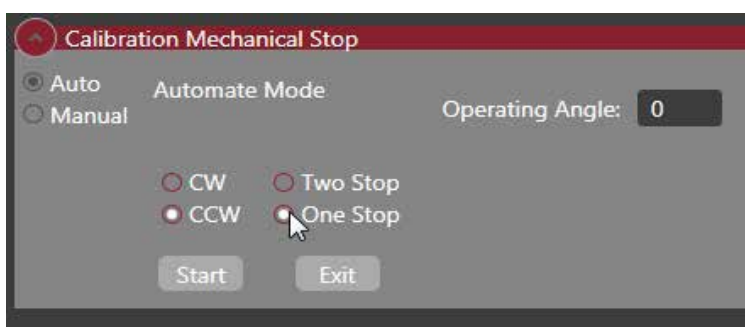 Calibration Mechanical Stop
Auto
Automate Mode
Manual
Operating Angle: 0
CW
Two Stop
CCW
One Stop
Start
Exit